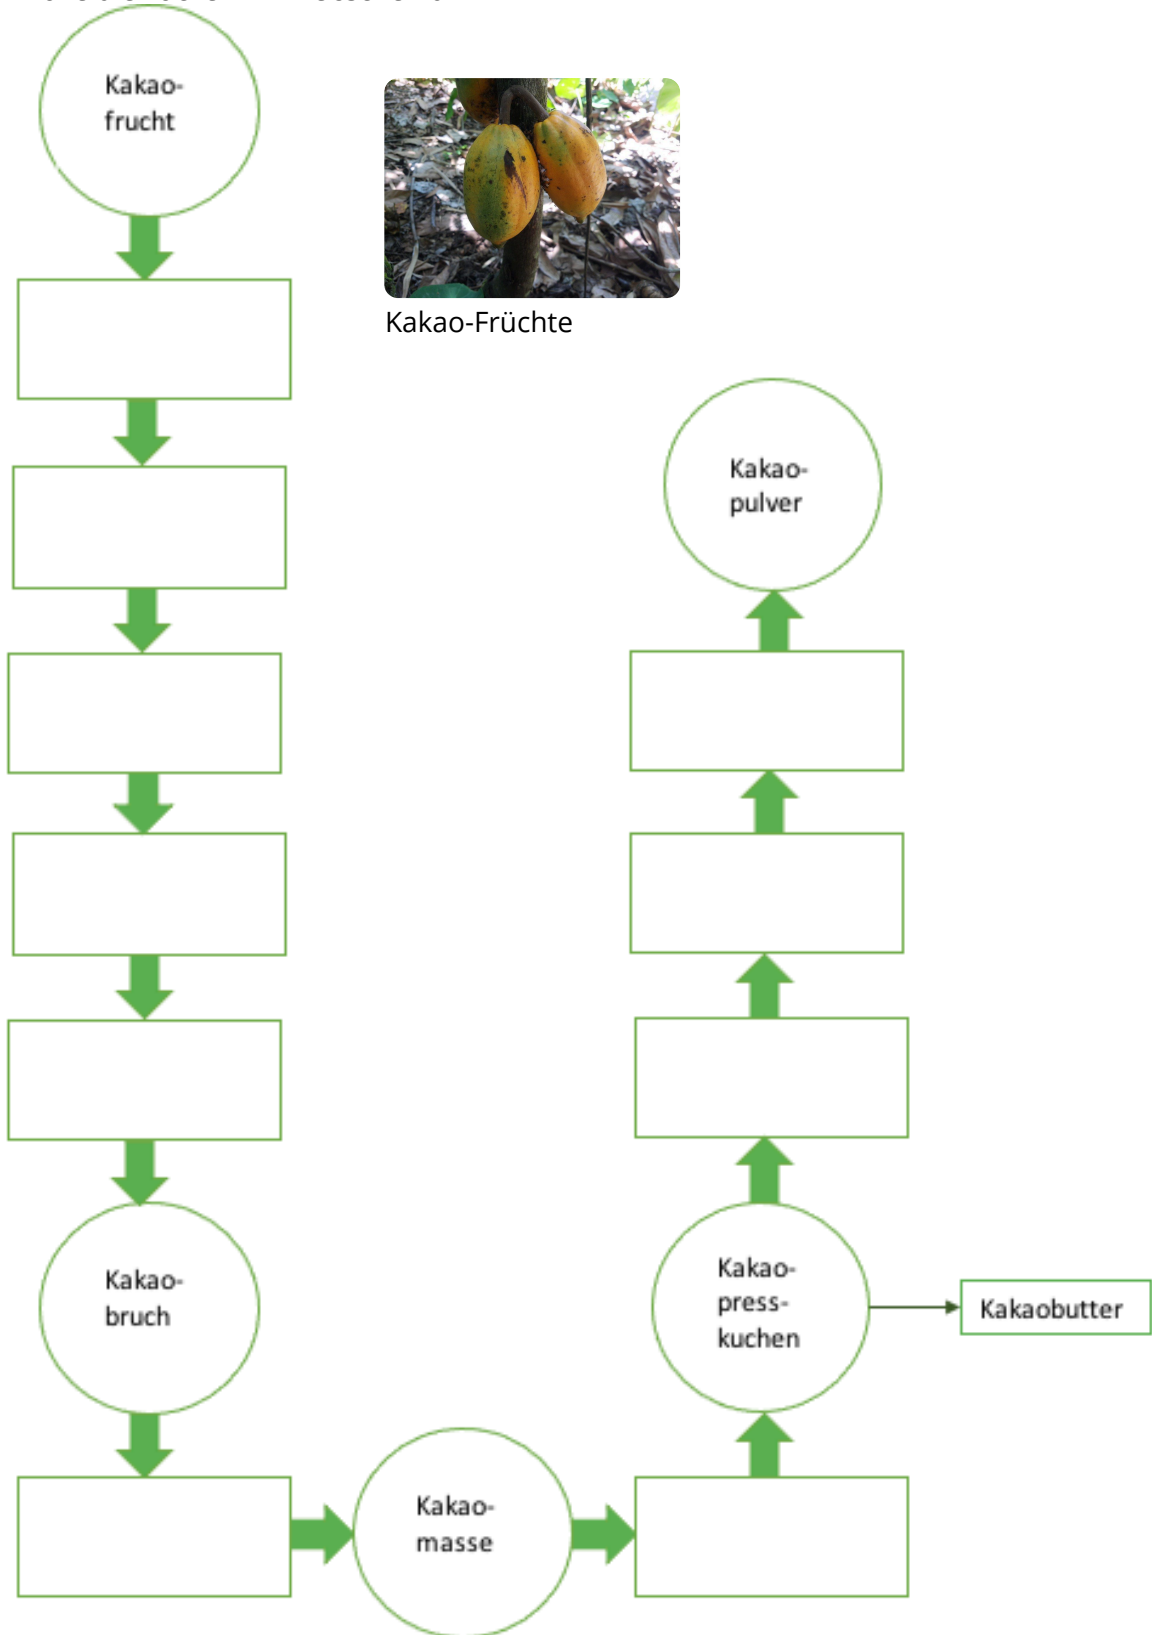 Kakao-
frucht
Kakao-Früchte
Kakao-
pulver
Kakao-
bruch
Kakao-
press-
kuchen
Kakaobutter
Kakao-
masse